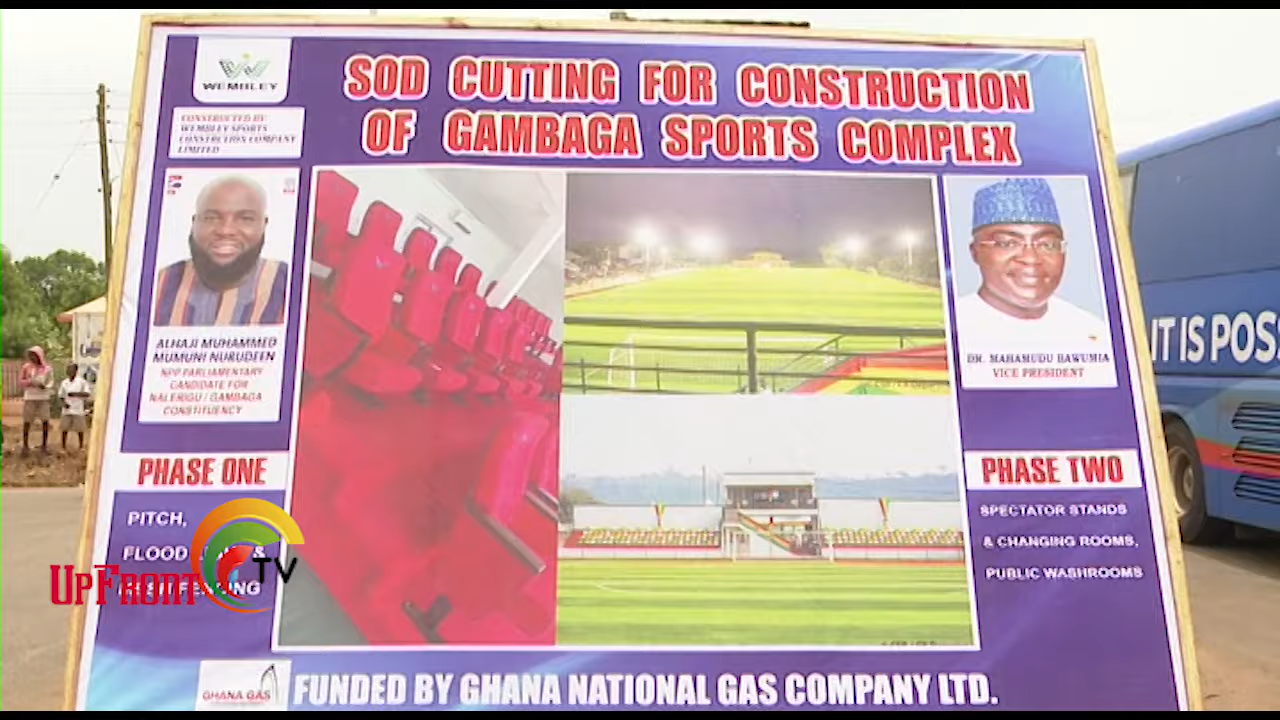 WEMBLEY
SOD CUTTING FOR CONSTRUCTION
OF GAMBAGA SPORTS COMPLEX
CONSTRUCTED BY:
WEMBLEY SPORTS
COMPANY
LIMITED
ALHAJI MUHAMMED
MUMUNI NURUDEEN
NPP PARLIAMENTARY
CANDIDATE FOR
NALERIGU / GAMBAGA
CONSTITUENCY
DR. MAHAMUDU BAWUMIA
VICE PRESIDENT
IT IS POSS
PHASE ONE
PITCH,
FLOOD &
PHASE TWO
SPECTATOR STANDS
& CHANGING ROOMS,
PUBLIC WASHROOMS
UPFRONT TV
GHANA GAS
FUNDED BY GHANA NATIONAL GAS COMPANY LTD.